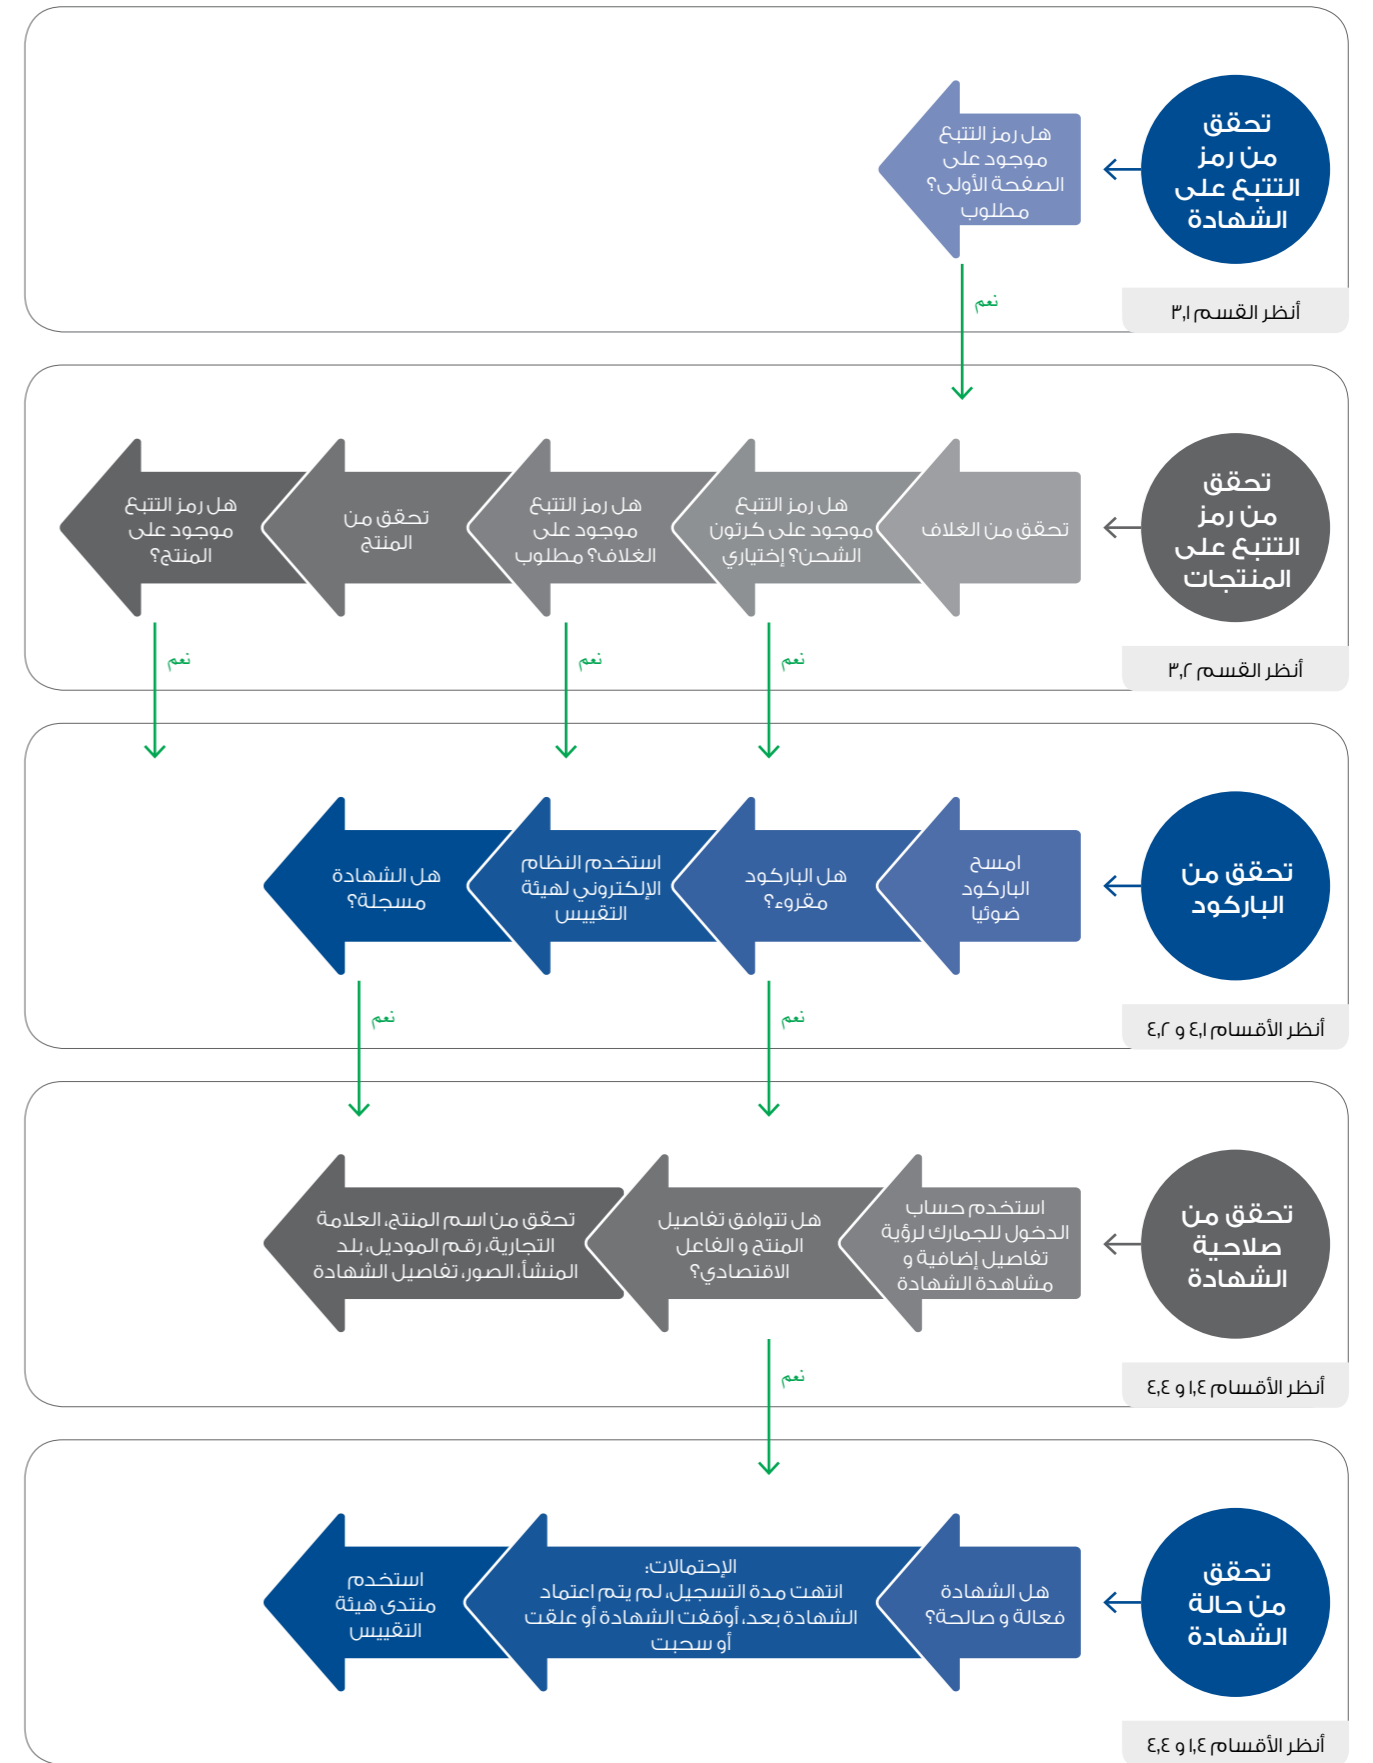 تحقق
من رمز
التتبع على
الشهادة
هل رمز التتبع
موجود على
الصفحة الأولى؟
مطلوب
نعم
أنظر القسم ٣,١
تحقق
من رمز
التتبع على
المنتجات
تحقق من الغلاف
هل رمز التتبع
موجود على كرتون
الشحن؟ إختياري
هل رمز التتبع
موجود على
الغلاف؟ مطلوب
تحقق من
المنتج
هل رمز التتبع
موجود على
المنتج؟
نعم
نعم
نعم
أنظر القسم ٣,٢
تحقق من
الباركود
امسح
الباركود
ضوئيا
هل الباركود
مقروء؟
استخدم النظام
الإلكتروني لهيئة
التقييس
هل الشهادة
مسجلة؟
نعم
نعم
أنظر الأقسام ٤,١ و ٤,٢
تحقق من
صلاحية
الشهادة
استخدم حساب
الدخول للجمارك لرؤية
تفاصيل إضافية و
مشاهدة الشهادة
هل تتوافق تفاصيل
المنتج و الفاعل
الاقتصادي؟
تحقق من اسم المنتج، العلامة
التجارية، رقم الموديل، بلد
المنشأ، الصور، تفاصيل الشهادة
نعم
أنظر الأقسام ١,٤ و ٤,٤
تحقق
من حالة
الشهادة
هل الشهادة
فعالة و صالحة؟
الإحتمالات:
انتهت مدة التسجيل، لم يتم اعتماد
الشهادة بعد، أوقفت الشهادة أو علقت
أو سحبت
استخدم
منتدى هيئة
التقييس
أنظر الأقسام ١,٤ و ٤,٤